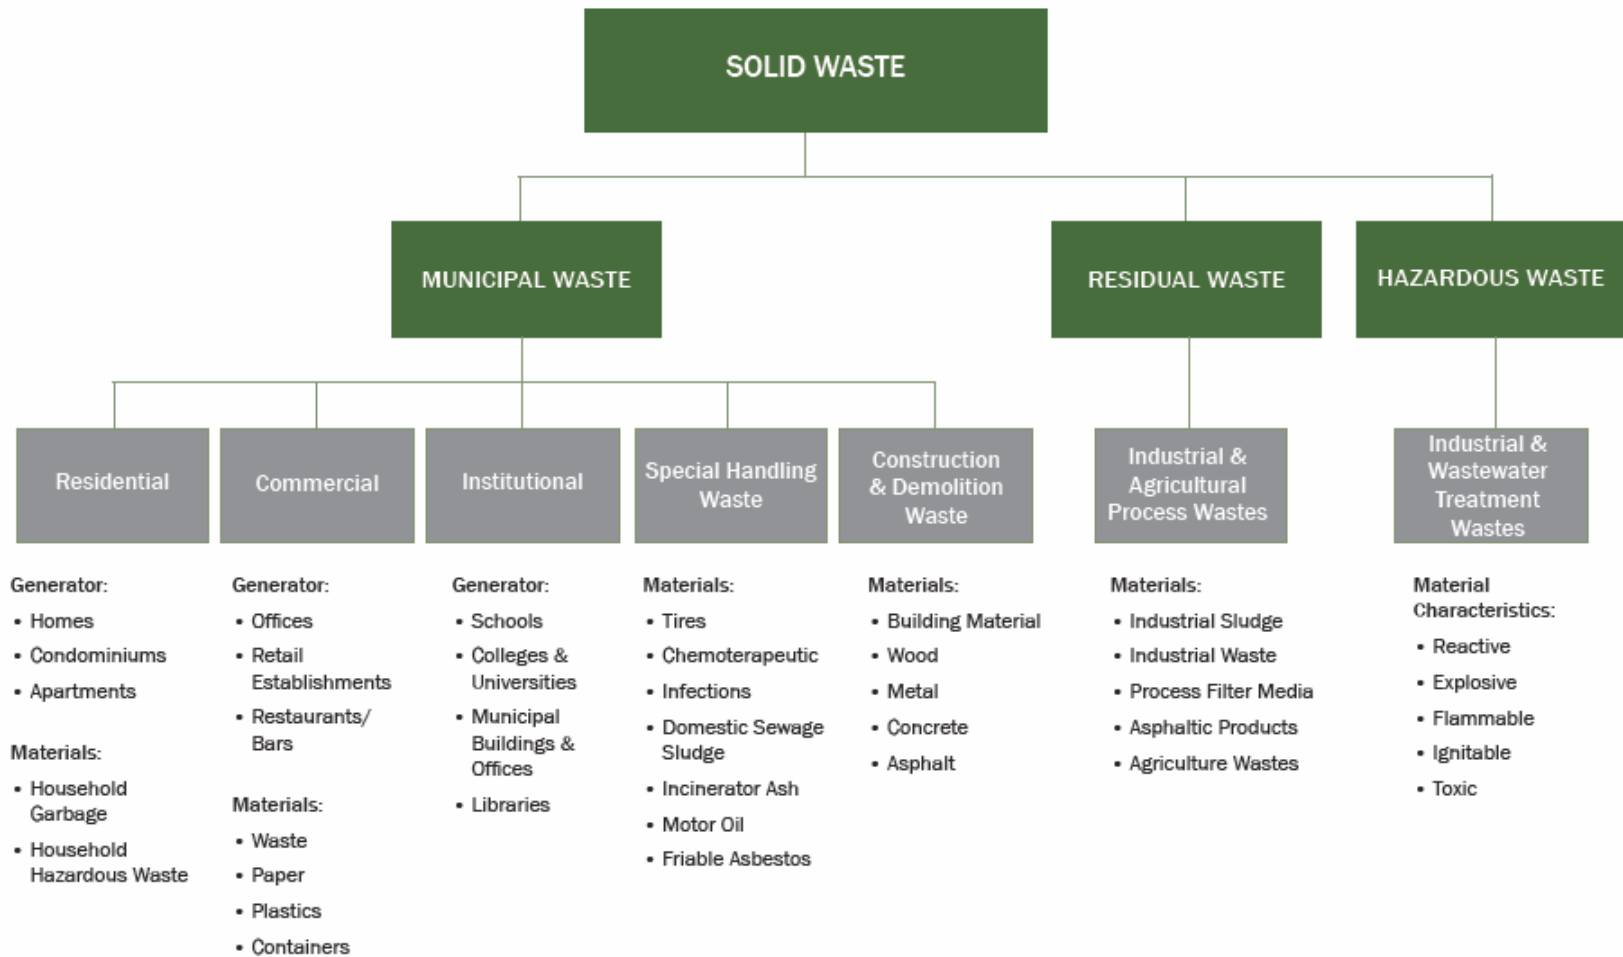 SOLID WASTE
MUNICIPAL WASTE
RESIDUAL WASTE
HAZARDOUS WASTE
Residential
Commercial
Institutional
Special Handling
Waste
Construction
& Demolition
Waste
Industrial &
Agricultural
Process Wastes
Industrial &
Wastewater
Treatment
Wastes
Generator:
• Homes
• Condominiums
• Apartments
Materials:
• Household
Garbage
• Household
Hazardous Waste
Generator:
• Offices
• Retail
Establishments
• Restaurants/
Bars
Materials:
• Waste
• Paper
• Plastics
• Containers
Generator:
• Schools
• Colleges &
Universities
• Municipal
Buildings &
Offices
• Libraries
Materials:
• Tires
• Chemoterapeutic
• Infections
• Domestic Sewage
Sludge
• Incinerator Ash
• Motor Oil
• Friable Asbestos
Materials:
• Building Material
• Wood
• Metal
• Concrete
• Asphalt
Materials:
• Industrial Sludge
• Industrial Waste
• Process Filter Media
• Asphaltic Products
• Agriculture Wastes
Material
Characteristics:
• Reactive
• Explosive
• Flammable
• Ignitable
• Toxic